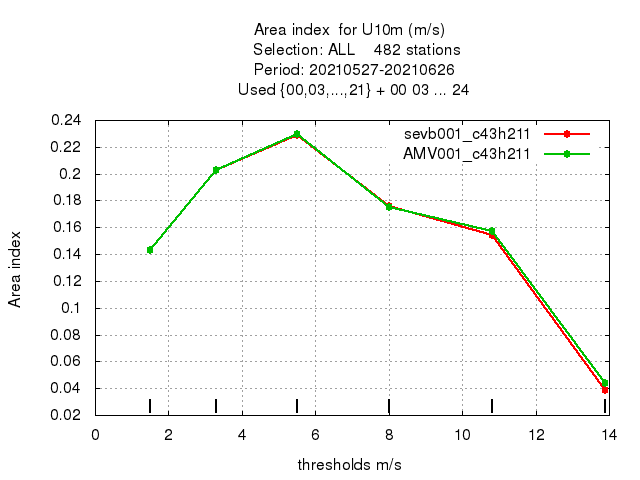 Area index  for U10m (m/s)
Selection: ALL    482 stations
Period: 20210527-20210626
Used {00,03,...,21} + 00 03 ... 24
sevb001_c43h211
AMV001_c43h211
0.24
0.22
0.2
0.18
0.16
0.14
0.12
0.1
0.08
0.06
0.04
0.02
Area index
0 2 4 6 8 10 12 14
thresholds m/s